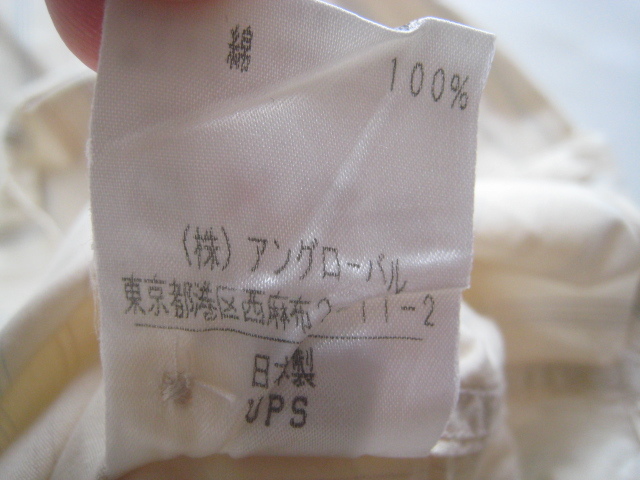 綿 100%
(株) アングローバル
東京都港区西麻布2-11-2
日本製
PS